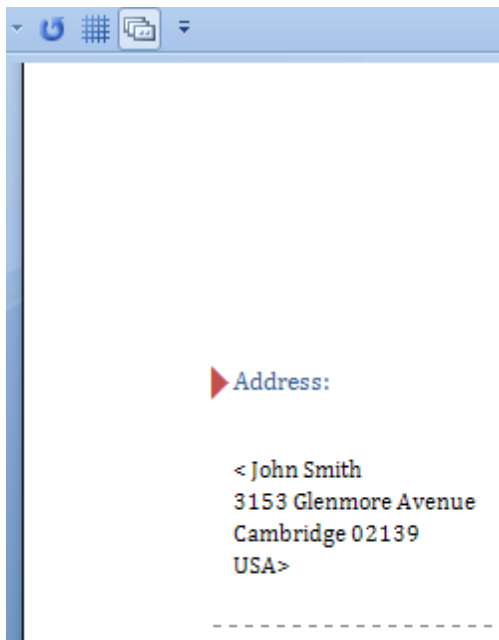 Address:
< John Smith
3153 Glenmore Avenue
Cambridge 02139
USA>